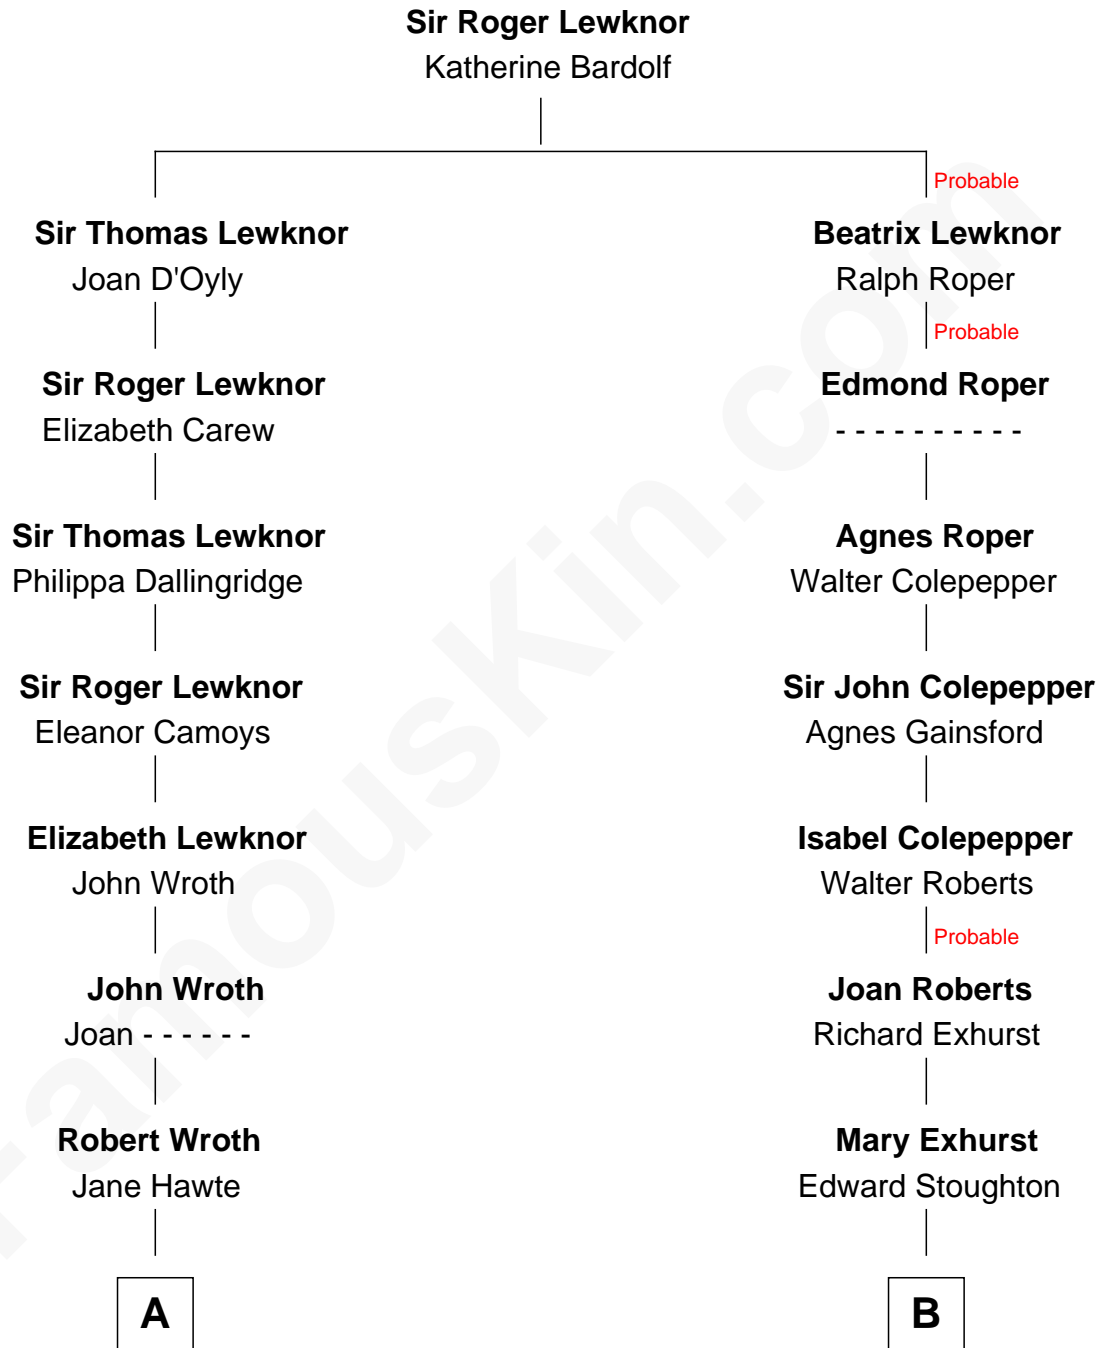 Sir Roger Lewknor
Katherine Bardolf
Probable
Sir Thomas Lewknor
Joan D'Oyly
Beatrix Lewknor
Ralph Roper
Probable
Sir Roger Lewknor
Elizabeth Carew
Edmond Roper
- - - - - - - - - -
Sir Thomas Lewknor
Philippa Dallingridge
Agnes Roper
Walter Colepepper
Sir Roger Lewknor
Eleanor Camoys
Sir John Colepepper
Agnes Gainsford
Elizabeth Lewknor
John Wroth
Isabel Colepepper
Walter Roberts
Probable
John Wroth
Joan - - - - - -
Joan Roberts
Richard Exhurst
Robert Wroth
Jane Hawte
Mary Exhurst
Edward Stoughton
A
B
FamousKin.com